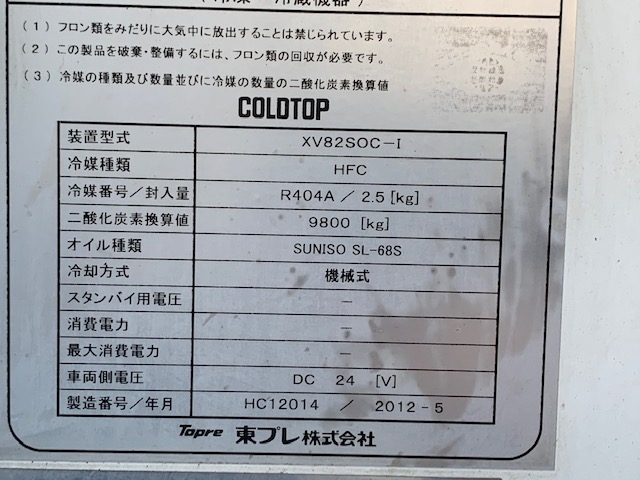 (1) フロン類をみだりに大気中に放出することは禁じられています。
(2) この製品を破棄・整備するには、フロン類の回収が必要です。
(3) 冷媒の種類及び数量並びに冷媒の数量の二酸化炭素換算値
COLDTOP
装置型式 XV82SOC-I
冷媒種類 HFC
冷媒番号/封入量 R404A / 2.5 [kg]
二酸化炭素換算値 9800 [kg]
オイル種類 SUNISO SL-68S
冷却方式 機械式
スタンバイ用電圧 —
消費電力 —
最大消費電力 —
車両側電圧 DC 24 [V]
製造番号/年月 HC12014 / 2012-5
Topre 東プレ株式会社